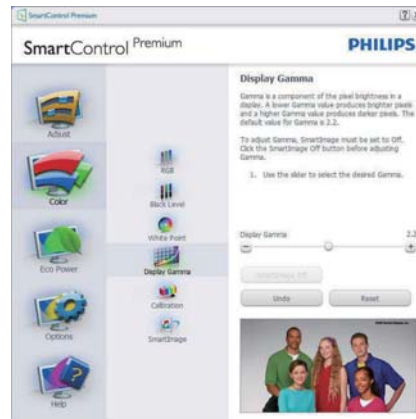 SmartControl Premium
SmartControl Premium
PHILIPS
Adjust
Color
Eco Power
Options
Help
RGB
Black Level
White Point
Display Gamma
Calibration
SmartImage
Display Gamma
Gamma is a component of the pixel brightness in a
display. A lower Gamma value produces brighter pixels
and a higher Gamma value produces darker pixels. The
default value for Gamma is 2.2.
To adjust Gamma, SmartImage must be set to Off.
Click the SmartImage Off button before adjusting
Gamma.
1. Use the slider to select the desired Gamma.
Display Gamma 2.2
SmartImage Off
Undo Reset